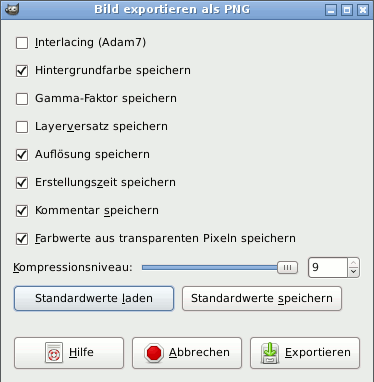 Bild exportieren als PNG
Interlacing (Adam7)
Hintergrundfarbe speichern
Gamma-Faktor speichern
Layerversatz speichern
Auflösung speichern
Erstellungszeit speichern
Kommentar speichern
Farbwerte aus transparenten Pixeln speichern
Kompressionsniveau: 9
Standardwerte laden Standardwerte speichern
Hilfe Abbrechen Exportieren